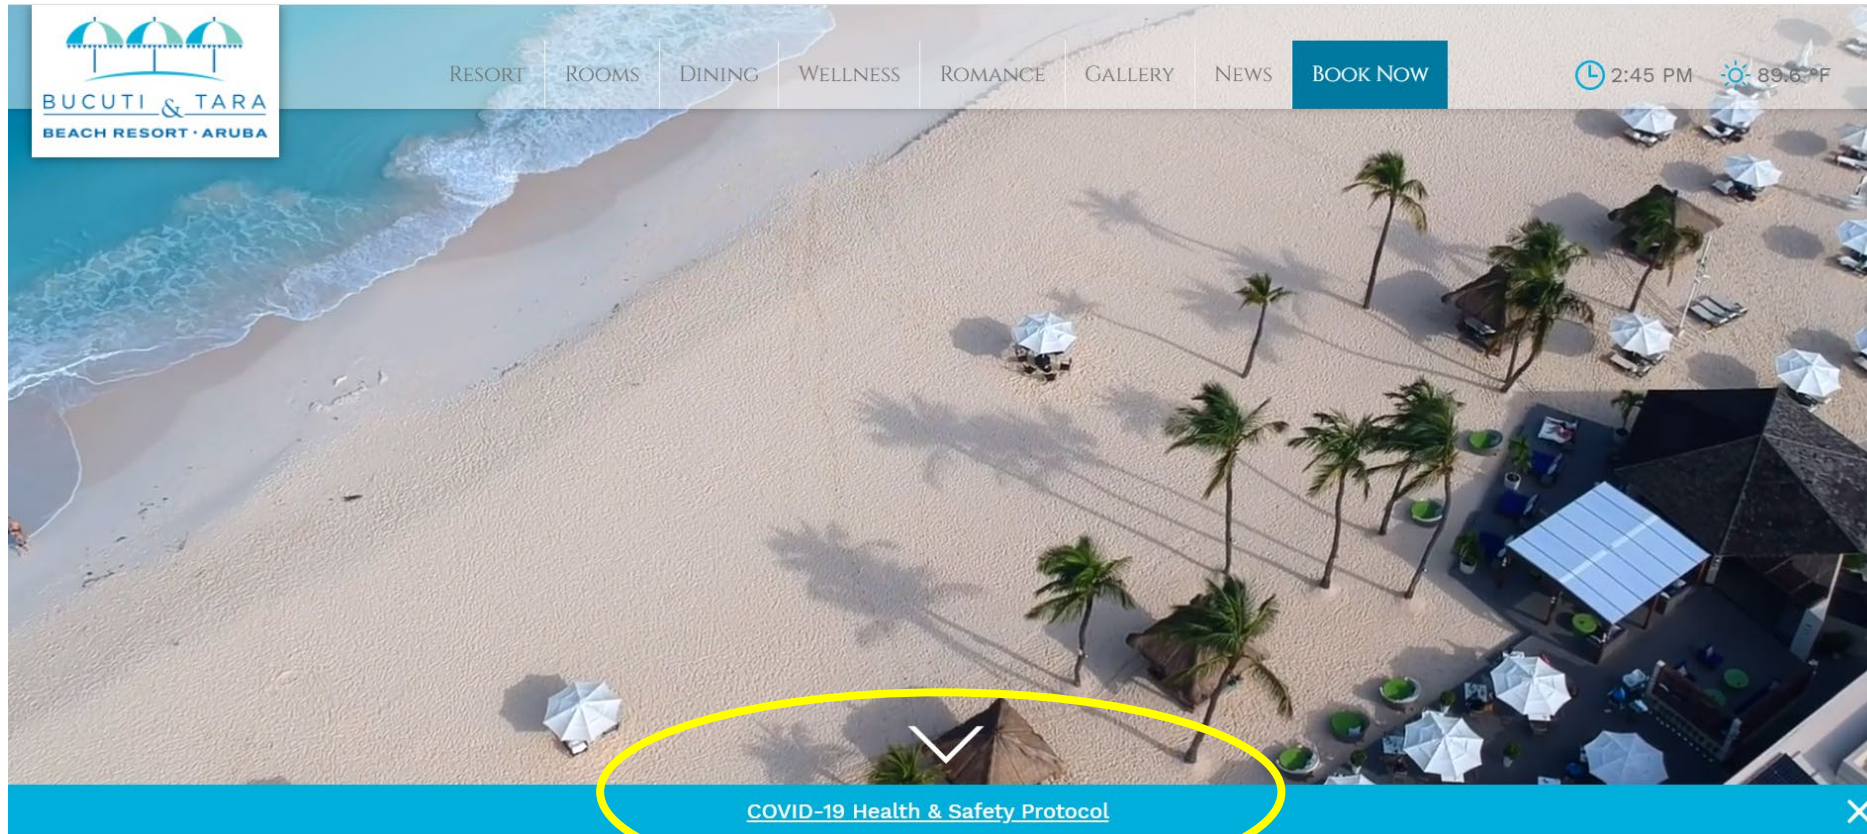 BUCUTI & TARA
BEACH RESORT · ARUBA
RESORT
ROOMS
DINING
WELLNESS
ROMANCE
GALLERY
NEWS
BOOK NOW
2:45 PM
89.6 °F
COVID-19 Health & Safety Protocol